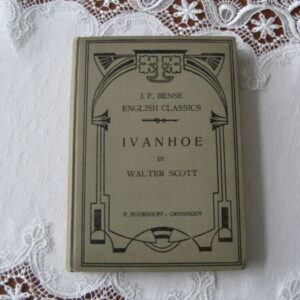 J. F. BENSE
ENGLISH CLASSICS
IVANHOE
BY
WALTER SCOTT
P. NOORDHOFF - GRONINGEN